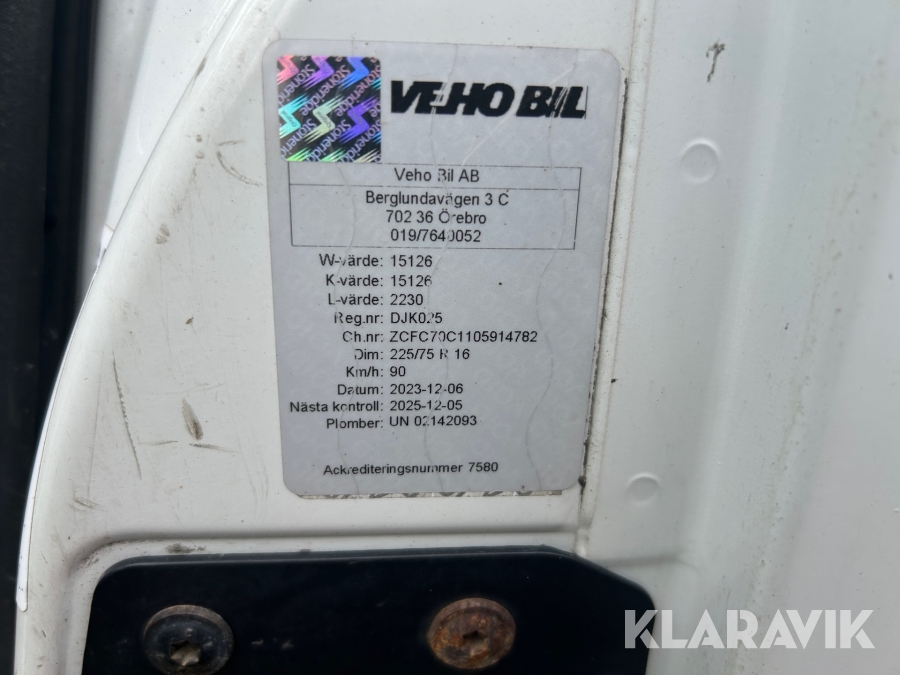 VEHO BIL
Stoneridge
Veho Bil AB
Berglundavägen 3 C
702 36 Örebro
019/7640052
W-värde: 15126
K-värde: 15126
L-värde: 2230
Reg.nr: DJK025
Ch.nr: ZCFC70C1105914782
Dim: 225/75 R 16
Km/h: 90
Datum: 2023-12-06
Nästa kontroll: 2025-12-05
Plomber: UN 02142093
Ackrediteringsnummer 7580
KLARAVIK